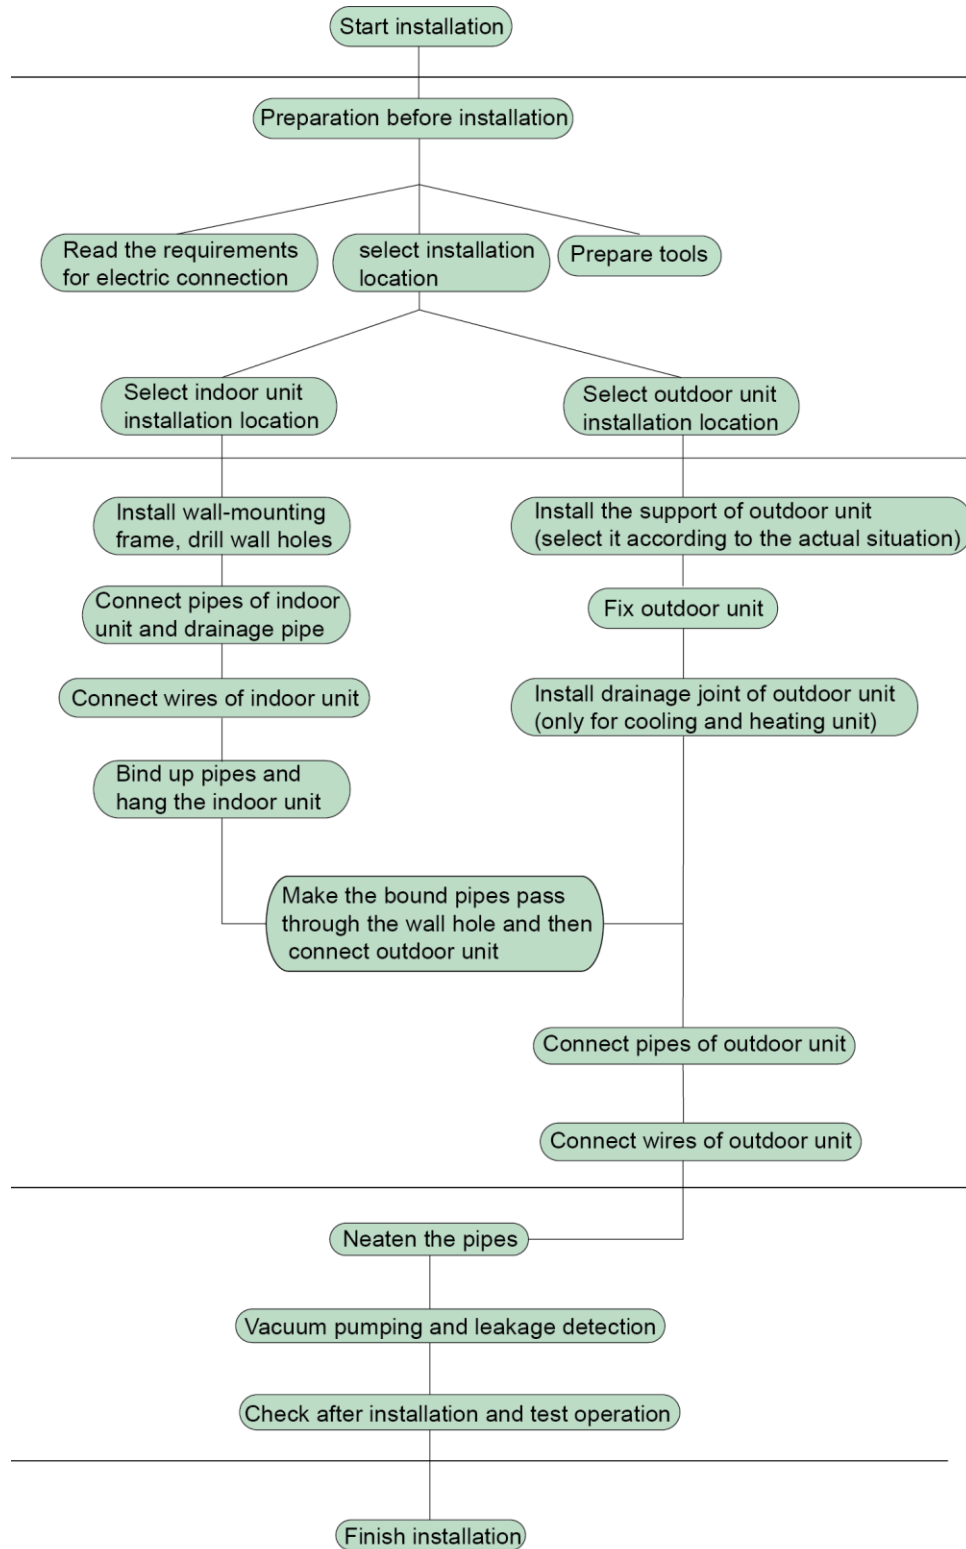 Start installation
Preparation before installation
Read the requirements
for electric connection
select installation
location
Prepare tools
Select indoor unit
installation location
Select outdoor unit
installation location
Install wall-mounting
frame, drill wall holes
Connect pipes of indoor
unit and drainage pipe
Connect wires of indoor unit
Bind up pipes and
hang the indoor unit
Install the support of outdoor unit
(select it according to the actual situation)
Fix outdoor unit
Install drainage joint of outdoor unit
(only for cooling and heating unit)
Make the bound pipes pass
through the wall hole and then
connect outdoor unit
Connect pipes of outdoor unit
Connect wires of outdoor unit
Neaten the pipes
Vacuum pumping and leakage detection
Check after installation and test operation
Finish installation